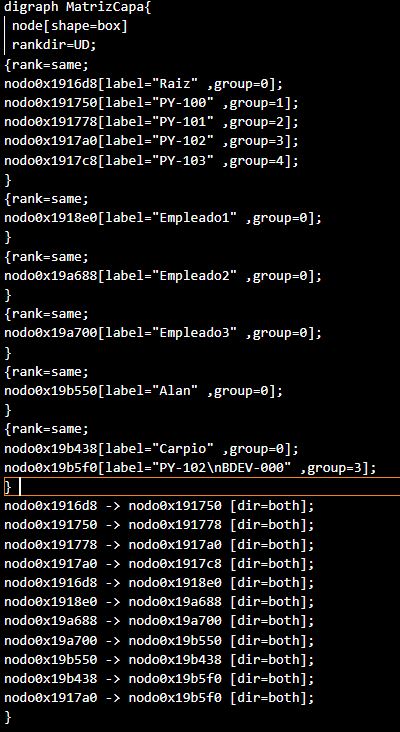 digraph MatrizCapa{
node[shape=box]
rankdir=UD;
{rank=same;
nodo0x1916d8[label="Raiz" ,group=0];
nodo0x191750[label="PY-100" ,group=1];
nodo0x191778[label="PY-101" ,group=2];
nodo0x1917a0[label="PY-102" ,group=3];
nodo0x1917c8[label="PY-103" ,group=4];
}
{rank=same;
nodo0x1918e0[label="Empleado1" ,group=0];
}
{rank=same;
nodo0x19a688[label="Empleado2" ,group=0];
}
{rank=same;
nodo0x19a700[label="Empleado3" ,group=0];
}
{rank=same;
nodo0x19b550[label="Alan" ,group=0];
}
{rank=same;
nodo0x19b438[label="Carpio" ,group=0];
nodo0x19b5f0[label="PY-102\nBDEV-000" ,group=3];
}
nodo0x1916d8 -> nodo0x191750 [dir=both];
nodo0x191750 -> nodo0x191778 [dir=both];
nodo0x191778 -> nodo0x1917a0 [dir=both];
nodo0x1917a0 -> nodo0x1917c8 [dir=both];
nodo0x1916d8 -> nodo0x1918e0 [dir=both];
nodo0x1918e0 -> nodo0x19a688 [dir=both];
nodo0x19a688 -> nodo0x19a700 [dir=both];
nodo0x19a700 -> nodo0x19b550 [dir=both];
nodo0x19b550 -> nodo0x19b438 [dir=both];
nodo0x19b438 -> nodo0x19b5f0 [dir=both];
nodo0x1917a0 -> nodo0x19b5f0 [dir=both];
}